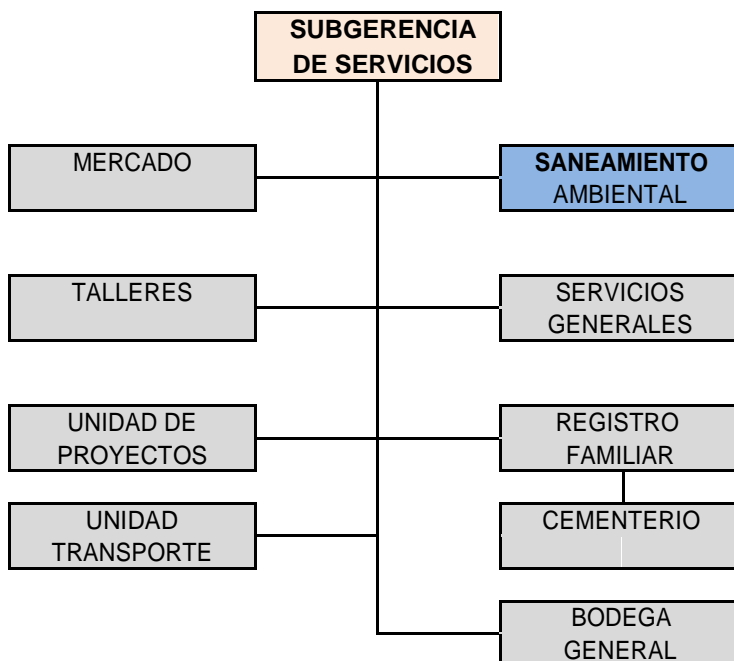 SUBGERENCIA
DE SERVICIOS
MERCADO
SANEAMIENTO
AMBIENTAL
TALLERES
SERVICIOS
GENERALES
UNIDAD DE
PROYECTOS
REGISTRO
FAMILIAR
UNIDAD
TRANSPORTE
CEMENTERIO
BODEGA
GENERAL